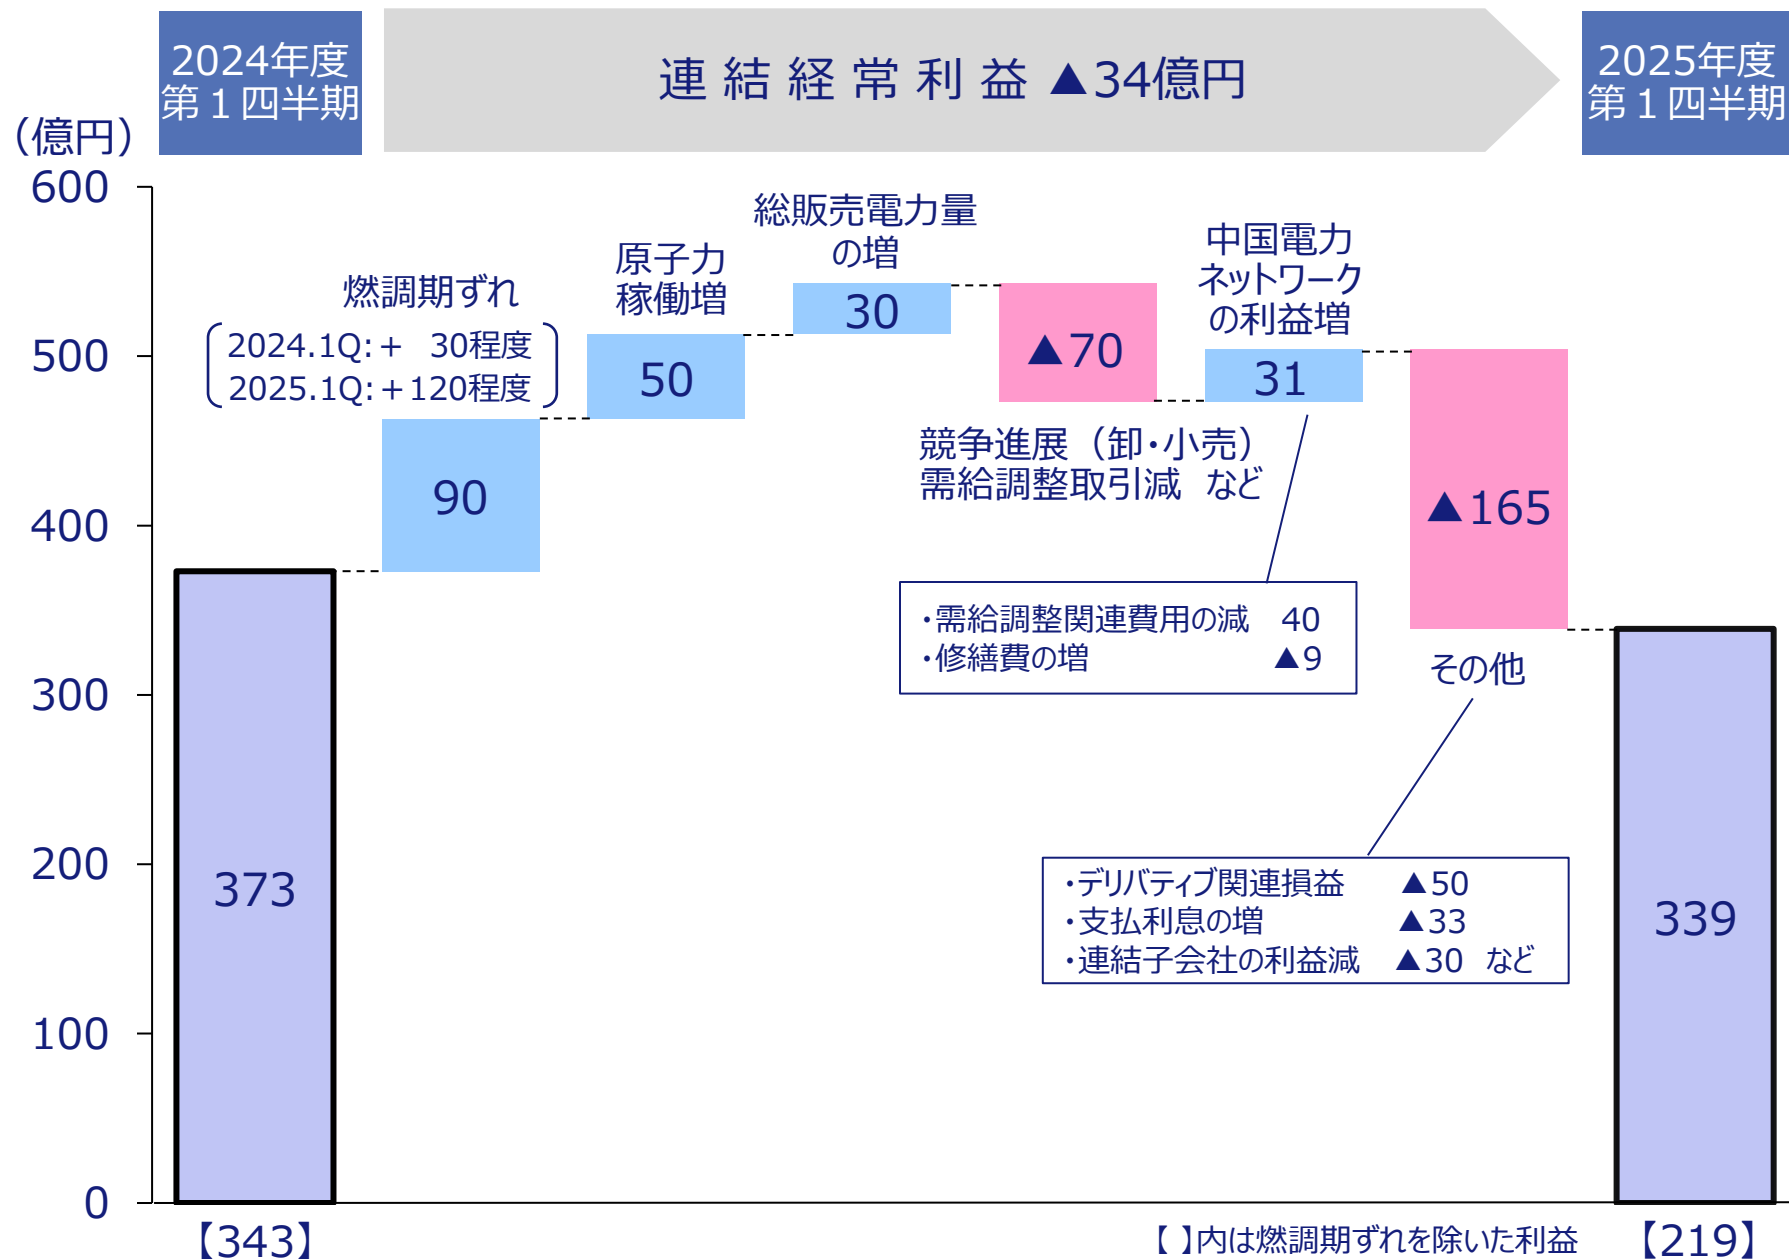 2024年度
第１四半期
連結経常利益 ▲34億円
2025年度
第１四半期
（億円）
600
500
400
300
200
100
0
燃調期ずれ
2024.1Q:＋ 30程度
2025.1Q:＋120程度
90
原子力
稼働増
50
総販売電力量
の増
30
▲70
競争進展（卸・小売）
需給調整取引減 など
中国電力
ネットワーク
の利益増
31
・需給調整関連費用の減 40
・修繕費の増 ▲9
▲165
その他
・デリバティブ関連損益 ▲50
・支払利息の増 ▲33
・連結子会社の利益減 ▲30 など
373
339
【343】
【 】内は燃調期ずれを除いた利益
【219】